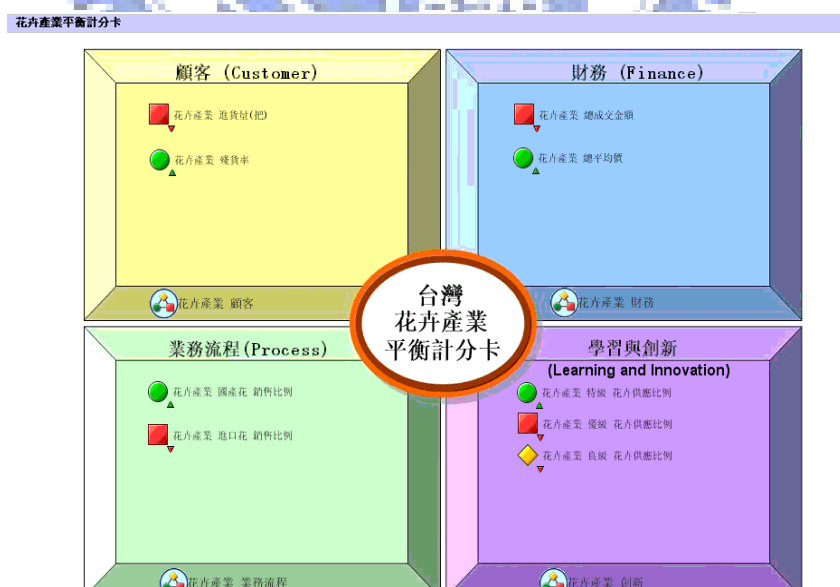 花卉產業平衡計分卡
顧客 (Customer)
花卉產業 進貨量(把)
花卉產業 殘貨率
花卉產業 顧客
財務 (Finance)
花卉產業 總成交金額
花卉產業 總平均價
花卉產業 財務
台灣
花卉產業
平衡計分卡
業務流程(Process)
花卉產業 國產花 銷售比例
花卉產業 進口花 銷售比例
花卉產業 業務流程
學習與創新
(Learning and Innovation)
花卉產業 特級 花卉供應比例
花卉產業 優級 花卉供應比例
花卉產業 良級 花卉供應比例
花卉產業 創新